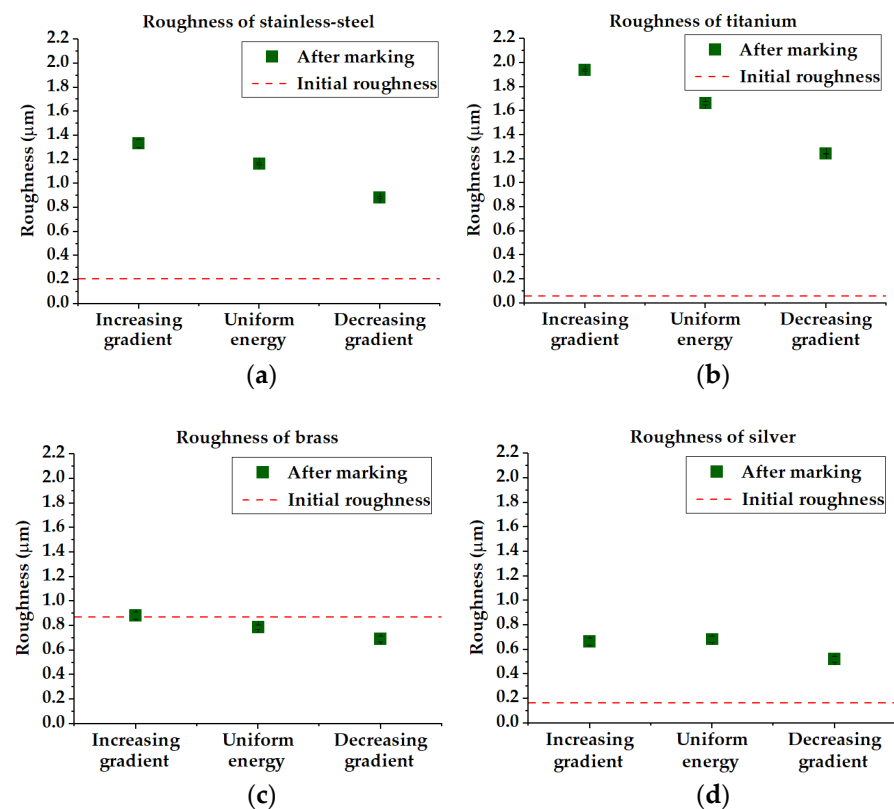 Roughness of stainless-steel
2.2
2.0
1.8
1.6
1.4
1.2
1.0
0.8
0.6
0.4
0.2
0.0
Roughness (μm)
After marking
Initial roughness
Increasing gradient
Uniform energy
Decreasing gradient
(a)
Roughness of titanium
2.2
2.0
1.8
1.6
1.4
1.2
1.0
0.8
0.6
0.4
0.2
0.0
Roughness (μm)
After marking
Initial roughness
Increasing gradient
Uniform energy
Decreasing gradient
(b)
Roughness of brass
2.2
2.0
1.8
1.6
1.4
1.2
1.0
0.8
0.6
0.4
0.2
0.0
Roughness (μm)
After marking
Initial roughness
Increasing gradient
Uniform energy
Decreasing gradient
(c)
Roughness of silver
2.2
2.0
1.8
1.6
1.4
1.2
1.0
0.8
0.6
0.4
0.2
0.0
Roughness (μm)
After marking
Initial roughness
Increasing gradient
Uniform energy
Decreasing gradient
(d)